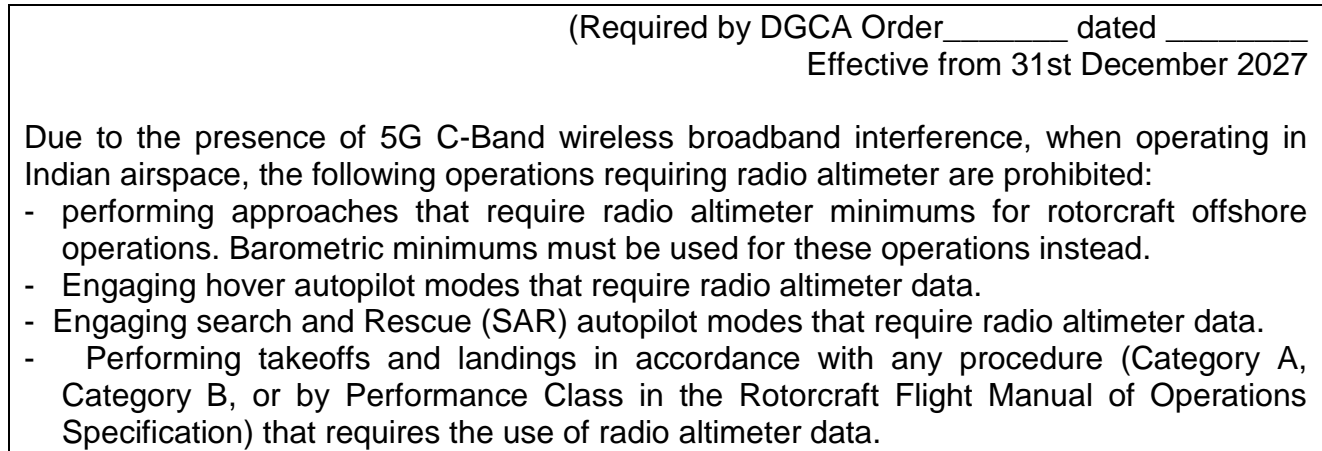 (Required by DGCA Order_______ dated ________
Effective from 31st December 2027
Due to the presence of 5G C-Band wireless broadband interference, when operating in
Indian airspace, the following operations requiring radio altimeter are prohibited:
- performing approaches that require radio altimeter minimums for rotorcraft offshore
operations. Barometric minimums must be used for these operations instead.
- Engaging hover autopilot modes that require radio altimeter data.
- Engaging search and Rescue (SAR) autopilot modes that require radio altimeter data.
- Performing takeoffs and landings in accordance with any procedure (Category A,
Category B, or by Performance Class in the Rotorcraft Flight Manual of Operations
Specification) that requires the use of radio altimeter data.